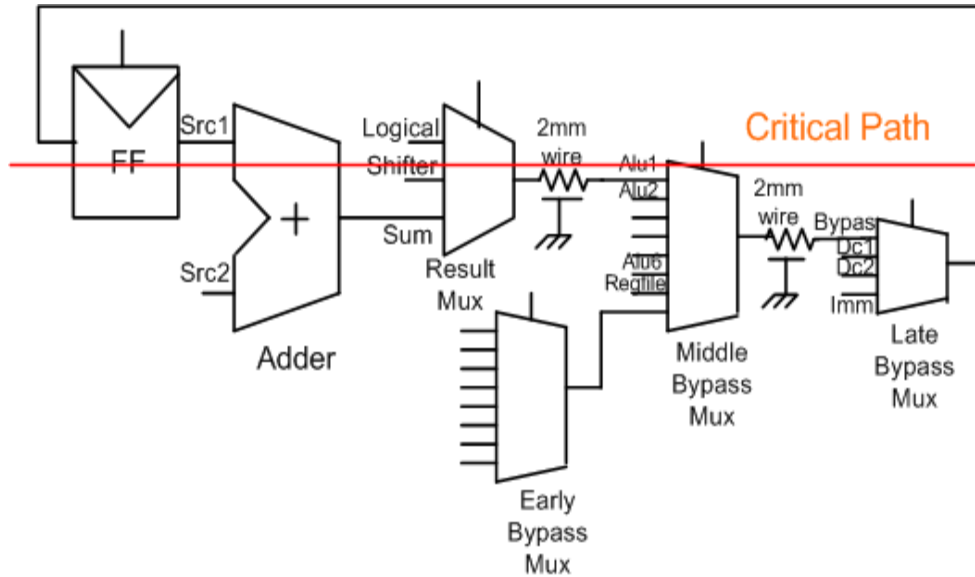 Critical Path
FF
Src1
Src2
+
Adder
Logical
Shifter
Sum
Result
Mux
2mm
wire
Alu1
Alu2
Alu6
Regfile
Early
Bypass
Mux
Middle
Bypass
Mux
2mm
wire
Bypas
Dc1
Dc2
Imm
Late
Bypass
Mux